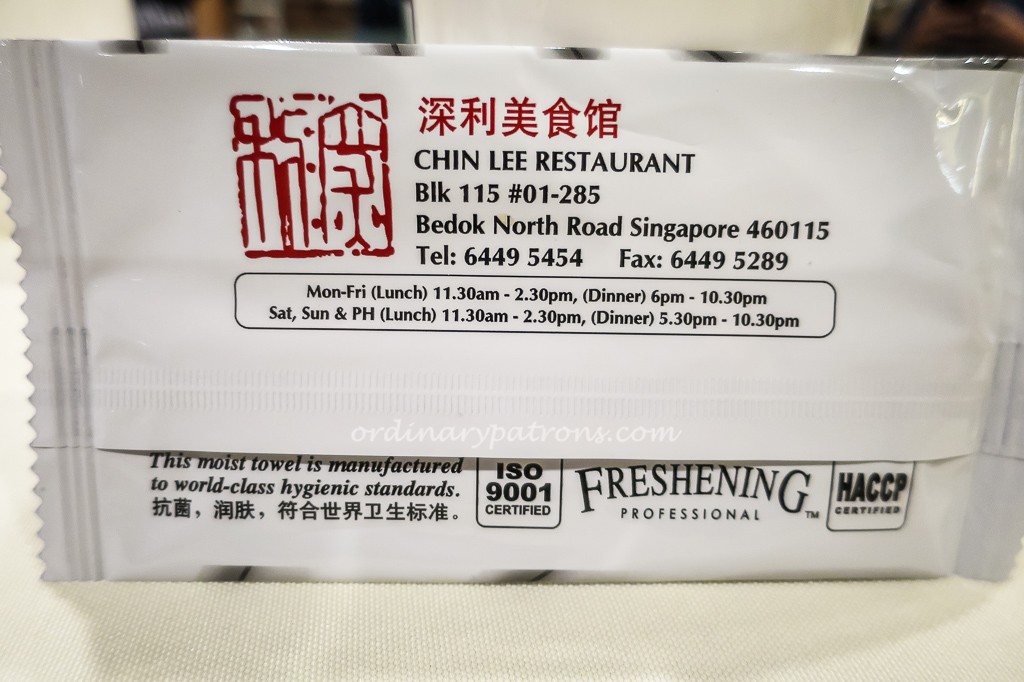 深利美食馆
CHIN LEE RESTAURANT
Blk 115 #01-285
Bedok North Road Singapore 460115
Tel: 6449 5454 Fax: 6449 5289
Mon-Fri (Lunch) 11.30am - 2.30pm, (Dinner) 6pm - 10.30pm
Sat, Sun & PH (Lunch) 11.30am - 2.30pm, (Dinner) 5.30pm - 10.30pm
ordinarypatrons.com
This moist towel is manufactured
to world-class hygienic standards.
抗菌，润肤，符合世界卫生标准。
ISO
9001
CERTIFIED
FRESHENING™
PROFESSIONAL
HACCP
CERTIFIED